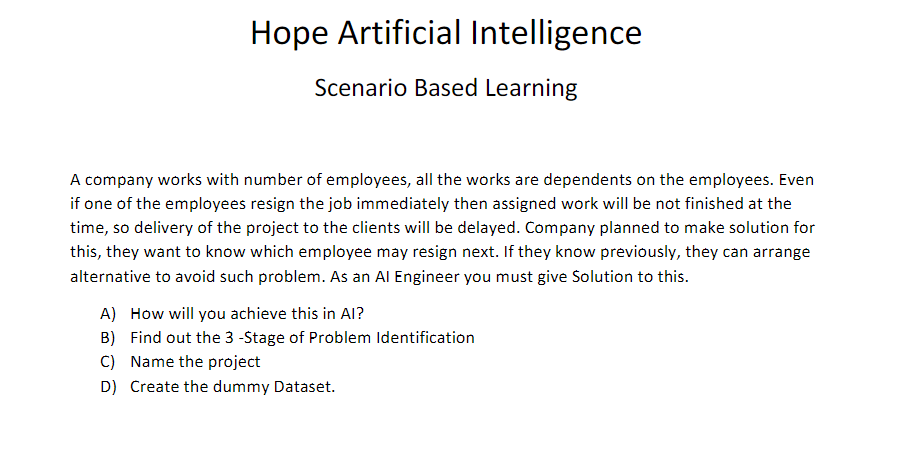 Hope Artificial Intelligence
Scenario Based Learning
A company works with number of employees, all the works are dependents on the employees. Even
if one of the employees resign the job immediately then assigned work will be not finished at the
time, so delivery of the project to the clients will be delayed. Company planned to make solution for
this, they want to know which employee may resign next. If they know previously, they can arrange
alternative to avoid such problem. As an AI Engineer you must give Solution to this.
A) How will you achieve this in AI?
B) Find out the 3 -Stage of Problem Identification
C) Name the project
D) Create the dummy Dataset.